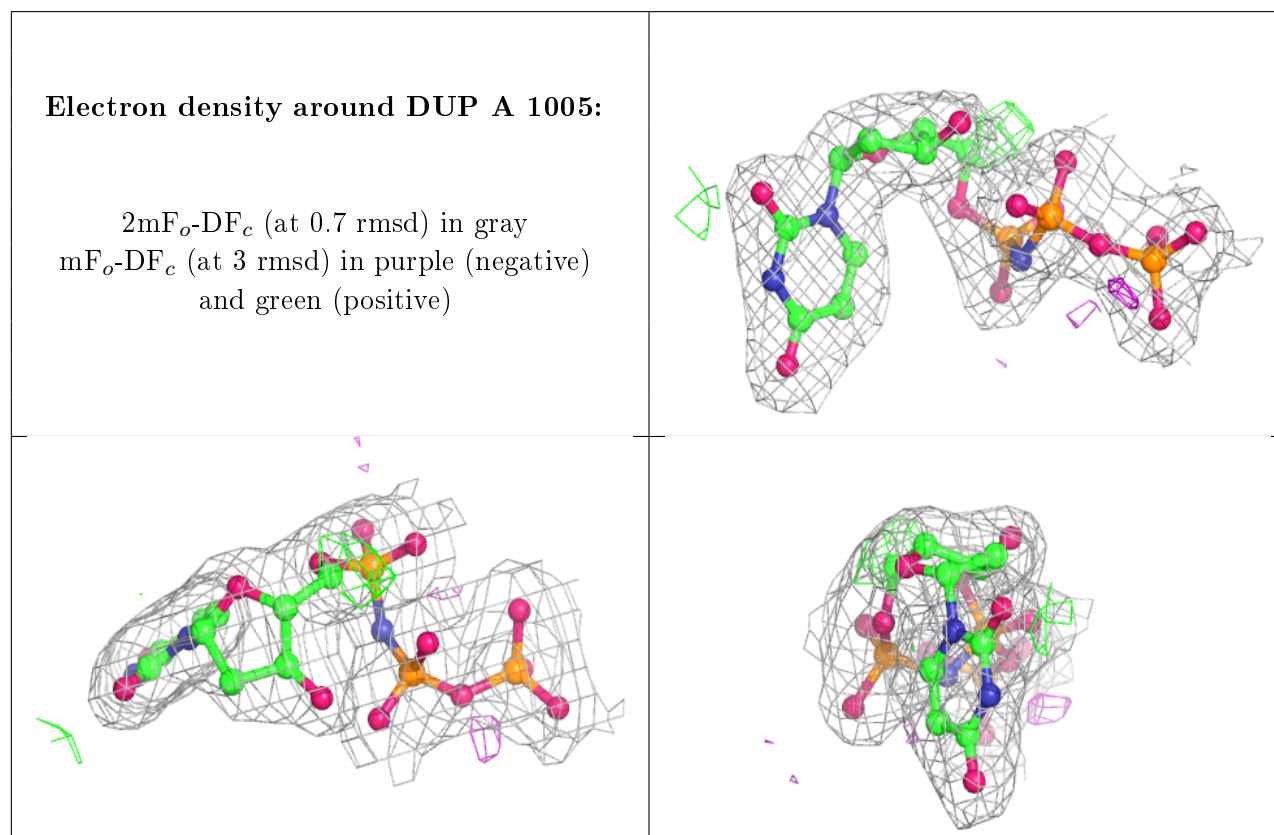 Electron density around DUP A 1005:
2mFₒ-DF𝒸 (at 0.7 rmsd) in gray
mFₒ-DF𝒸 (at 3 rmsd) in purple (negative)
and green (positive)